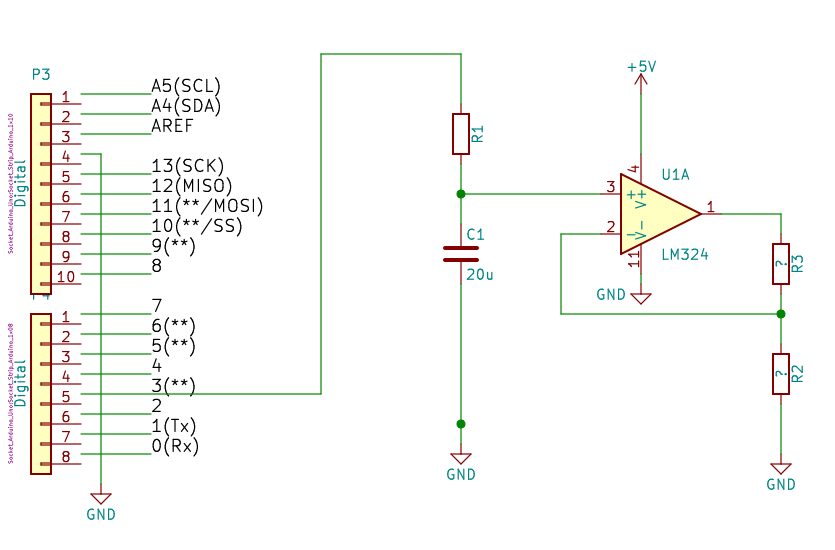 P3
Digital
Socket_Arduino_Uno:Socket_Strip_Arduino_1x10
1 A5(SCL)
2 A4(SDA)
3 AREF
4
5 13(SCK)
6 12(MISO)
7 11(**/MOSI)
8 10(**/SS)
9 9(**)
10 8
Digital
Socket_Arduino_Uno:Socket_Strip_Arduino_1x08
1 7
2 6(**)
3 5(**)
4 4
5 3(**)
6 2
7 1(Tx)
8 0(Rx)
GND
R1
C1
20u
GND
+5V
4
U1A
3
+
V+
1
2
-
V-
11
LM324
GND
?
R3
?
R2
GND